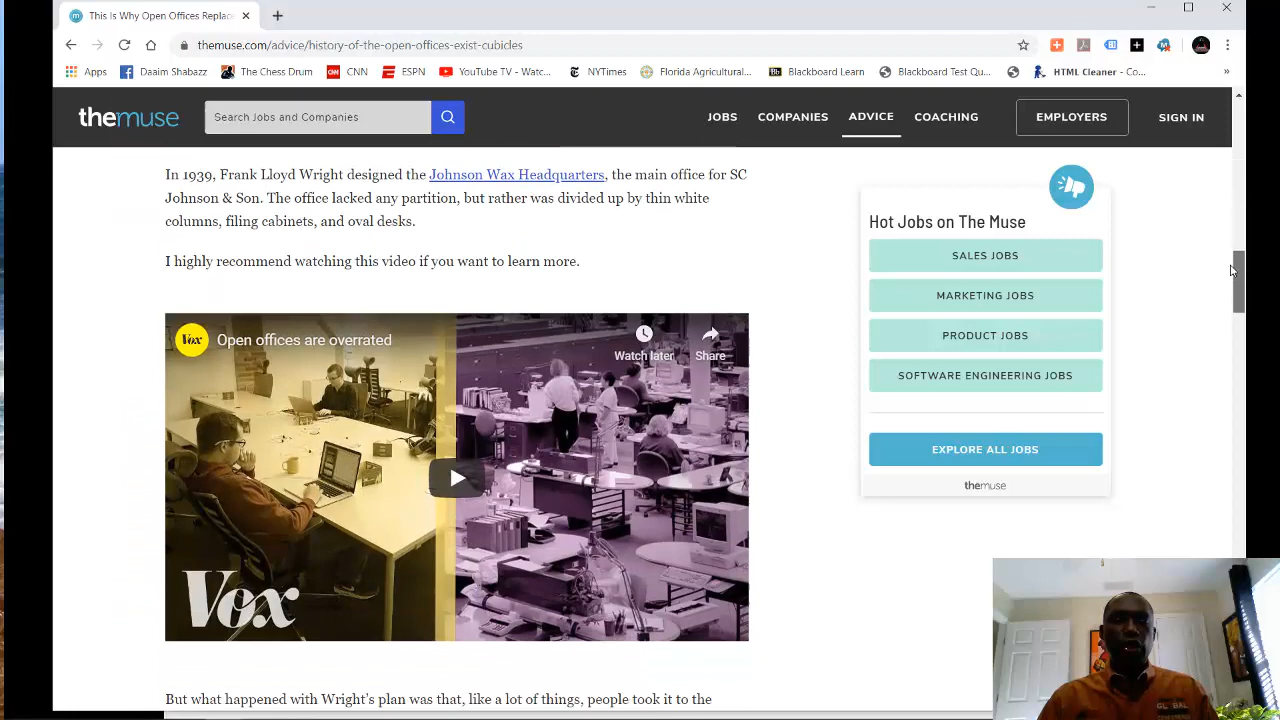 This Is Why Open Offices Replac
themuse.com/advice/history-of-the-open-offices-exist-cubicles
Apps
Daaim Shabazz
The Chess Drum
CNN
ESPN
YouTube - Watc...
NYTimes
Florida Agricultural...
Bb Blackboard Learn
Blackboard Test Qu...
HTML Cleaner - Co...
themuse
Search Jobs and Companies
JOBS
COMPANIES
ADVICE
COACHING
EMPLOYERS
SIGN IN
In 1939, Frank Lloyd Wright designed the Johnson Wax Headquarters, the main office for SC
Johnson & Son. The office lacked any partition, but rather was divided up by thin white
columns, filing cabinets, and oval desks.
I highly recommend watching this video if you want to learn more.
Vox
Open offices are overrated
Watch later
Share
Vox
But what happened with Wright's plan was that, like a lot of things, people took it to the
Hot Jobs on The Muse
SALES JOBS
MARKETING JOBS
PRODUCT JOBS
SOFTWARE ENGINEERING JOBS
EXPLORE ALL JOBS
themuse
GLOBAL